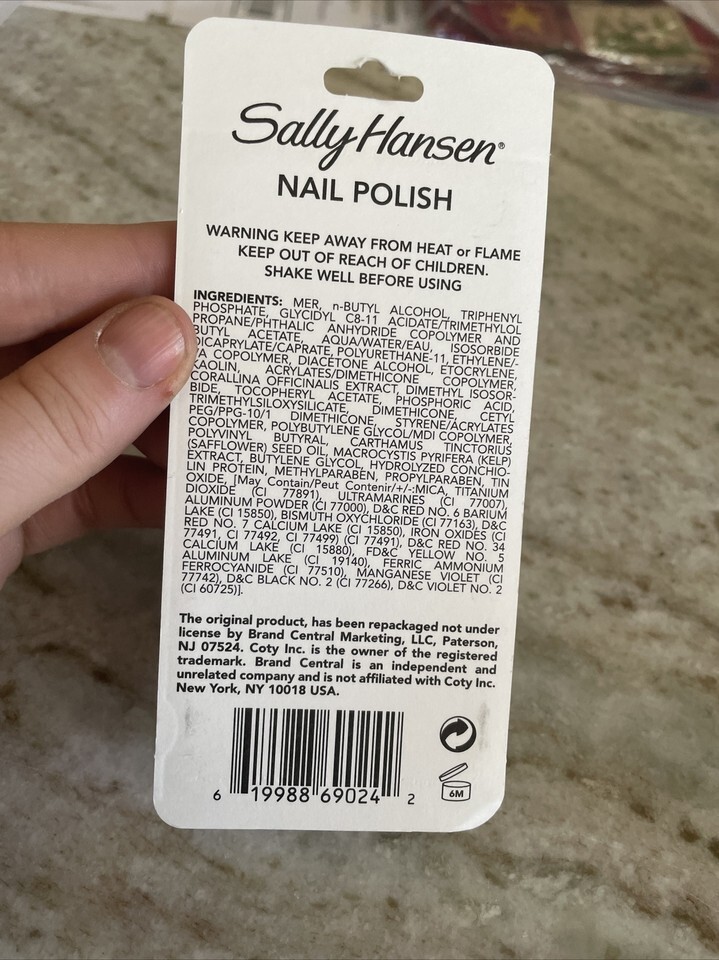 Sally Hansen®
NAIL POLISH
WARNING KEEP AWAY FROM HEAT or FLAME
KEEP OUT OF REACH OF CHILDREN.
SHAKE WELL BEFORE USING
INGREDIENTS: MER, n-BUTYL ALCOHOL, TRIPHENYL
PHOSPHATE, GLYCIDYL C8-11 ACIDATE/TRIMETHYLOL
PROPANE/PHTHALIC ANHYDRIDE COPOLYMER AND
BUTYL ACETATE, AQUA/WATER/EAU, ISOSORBIDE
DICAPRYLATE/CAPRATE, POLYURETHANE-11, ETHYLENE/-
VA COPOLYMER, DIACETONE ALCOHOL, ETOCRYLENE,
KAOLIN, ACRYLATES/DIMETHICONE COPOLYMER,
CORALLINA OFFICINALIS EXTRACT, DIMETHYL ISOSOR-
BIDE, TOCOPHERYL ACETATE, PHOSPHORIC ACID,
TRIMETHYLSILOXYSILICATE, DIMETHICONE, CETYL
PEG/PPG-10/1 DIMETHICONE, STYRENE/ACRYLATES
COPOLYMER, POLYBUTYLENE GLYCOL/MDI COPOLYMER,
POLYVINYL BUTYRAL, CARTHAMUS TINCTORIUS
(SAFFLOWER) SEED OIL, MACROCYSTIS PYRIFERA (KELP)
EXTRACT, BUTYLENE GLYCOL, HYDROLYZED CONCHIO-
LIN PROTEIN, METHYLPARABEN, PROPYLPARABEN, TIN
OXIDE, [May Contain/Peut Contenir/+/-:MICA, TITANIUM
DIOXIDE (CI 77891), ULTRAMARINES (CI 77007),
ALUMINUM POWDER (CI 77000), D&C RED NO. 6 BARIUM
LAKE (CI 15850), BISMUTH OXYCHLORIDE (CI 77163), D&C
RED NO. 7 CALCIUM LAKE (CI 15850), IRON OXIDES (CI
77491, CI 77492, CI 77499) (CI 77491), D&C RED NO. 34
CALCIUM LAKE (CI 15880), FD&C YELLOW NO. 5
ALUMINUM LAKE (CI 19140), FERRIC AMMONIUM
FERROCYANIDE (CI 77510), MANGANESE VIOLET (CI
77742), D&C BLACK NO. 2 (CI 77266), D&C VIOLET NO. 2
(CI 60725)].
The original product, has been repackaged not under
license by Brand Central Marketing, LLC, Paterson,
NJ 07524. Coty Inc. is the owner of the registered
trademark. Brand Central is an independent and
unrelated company and is not affiliated with Coty Inc.
New York, NY 10018 USA.
6 19988 69024 2
6M